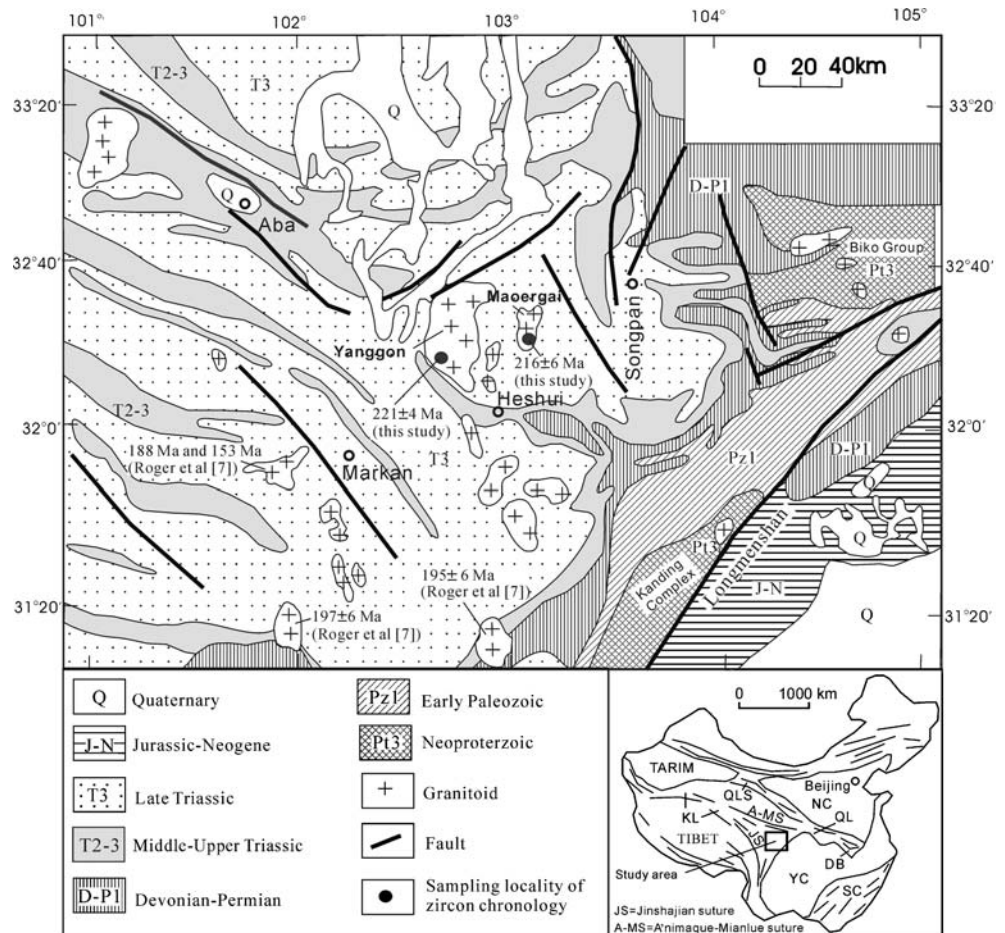 101°
102°
103°
104°
105°
T2-3
T3
Q
0 20 40km
33°20′
33°20′
D-P1
Q
Aba
Biko Group
Pt3
32°40′
32°40′
Maoergai
Songpan
Yanggon
216±6 Ma
(this study)
Heshui
221±4 Ma
(this study)
T2-3
32°0′
32°0′
T3
D-P1
188 Ma and 153 Ma
(Roger et al [7])
Markan
Pz1
Q
Q
Pt3
Longmenshan
Kanding
Complex
J-N
195±6 Ma
(Roger et al [7])
31°20′
31°20′
197±6 Ma
(Roger et al [7])
Q
Q Quaternary
J-N Jurassic-Neogene
T3 Late Triassic
T2-3 Middle-Upper Triassic
D-P1 Devonian-Permian
Pz1 Early Paleozoic
Pt3 Neoproterzoic
Granitoid
Fault
Sampling locality of
zircon chronology
0 1000 km
TARIM
Beijing
QLS
NC
KL
A-MS
QL
TIBET
JS
DB
Study area
YC
SC
JS=Jinshajian suture
A-MS=A'nimaque-Mianlue suture